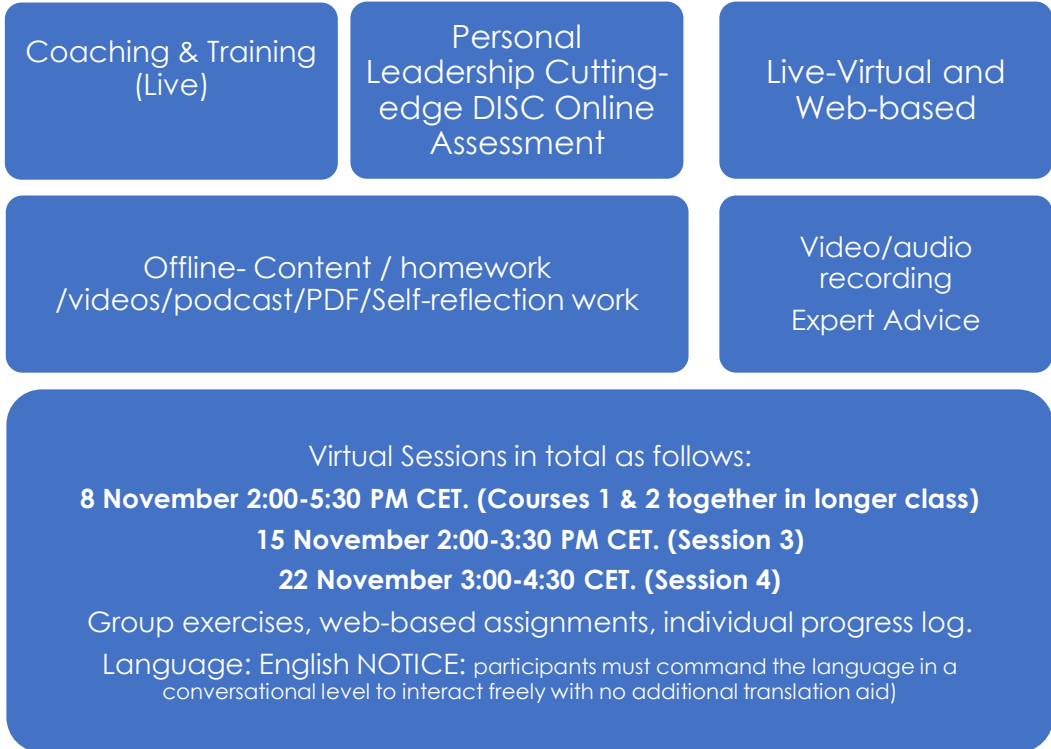 Coaching & Training
(Live)
Personal
Leadership Cutting-
edge DISC Online
Assessment
Live-Virtual and
Web-based
Offline- Content / homework
/videos/podcast/PDF/Self-reflection work
Video/audio
recording
Expert Advice
Virtual Sessions in total as follows:
8 November 2:00-5:30 PM CET. (Courses 1 & 2 together in longer class)
15 November 2:00-3:30 PM CET. (Session 3)
22 November 3:00-4:30 CET. (Session 4)
Group exercises, web-based assignments, individual progress log.
Language: English NOTICE: participants must command the language in a
conversational level to interact freely with no additional translation aid)